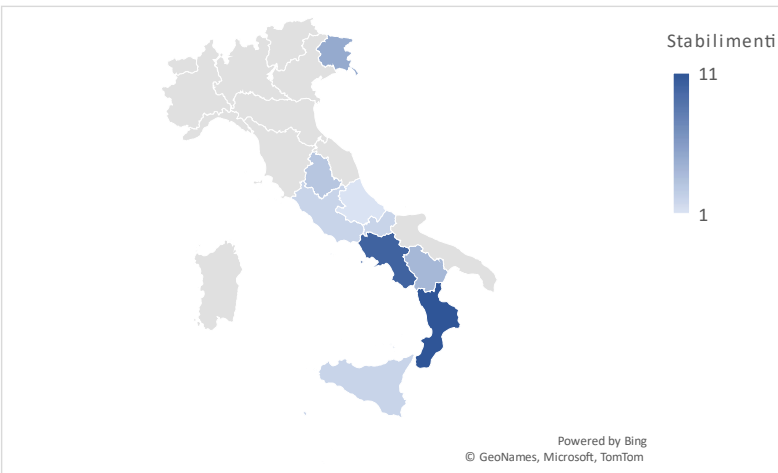 Stabilimenti
11
1
Powered by Bing
© GeoNames, Microsoft, TomTom